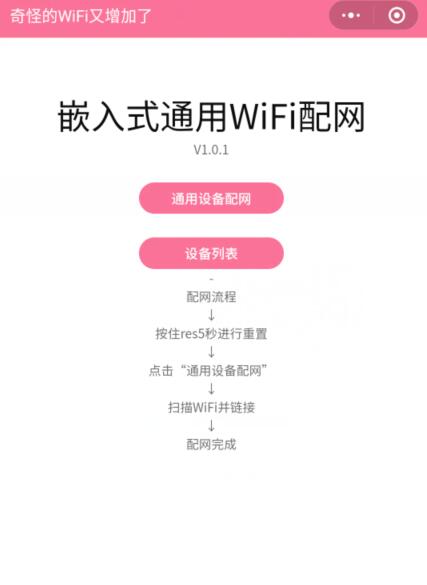 奇怪的WiFi又增加了
嵌入式通用WiFi配网
V1.0.1
通用设备配网
设备列表
~
配网流程
↓
按住res5秒进行重置
↓
点击“通用设备配网”
↓
扫描WiFi并链接
↓
配网完成